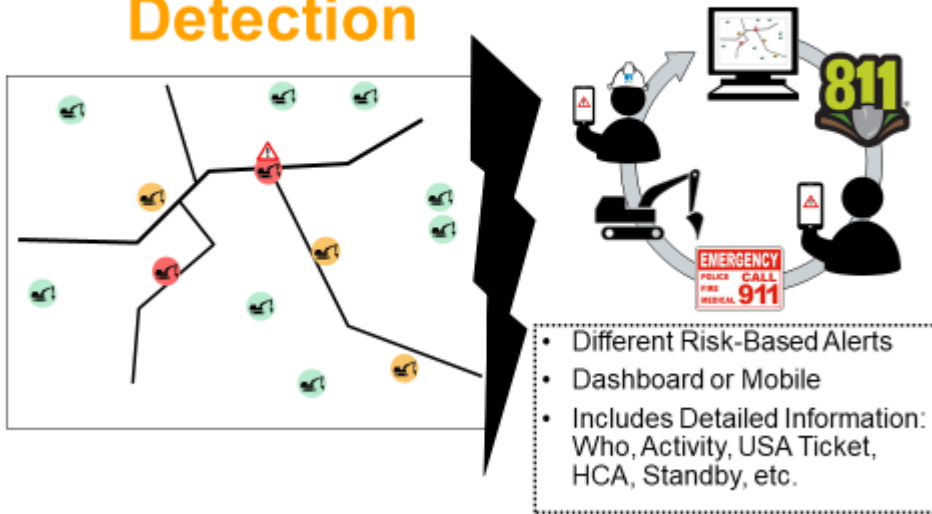 Detection
811
EMERGENCY
POLICE CALL
FIRE 911
MEDICAL
• Different Risk-Based Alerts
• Dashboard or Mobile
• Includes Detailed Information:
Who, Activity, USA Ticket,
HCA, Standby, etc.